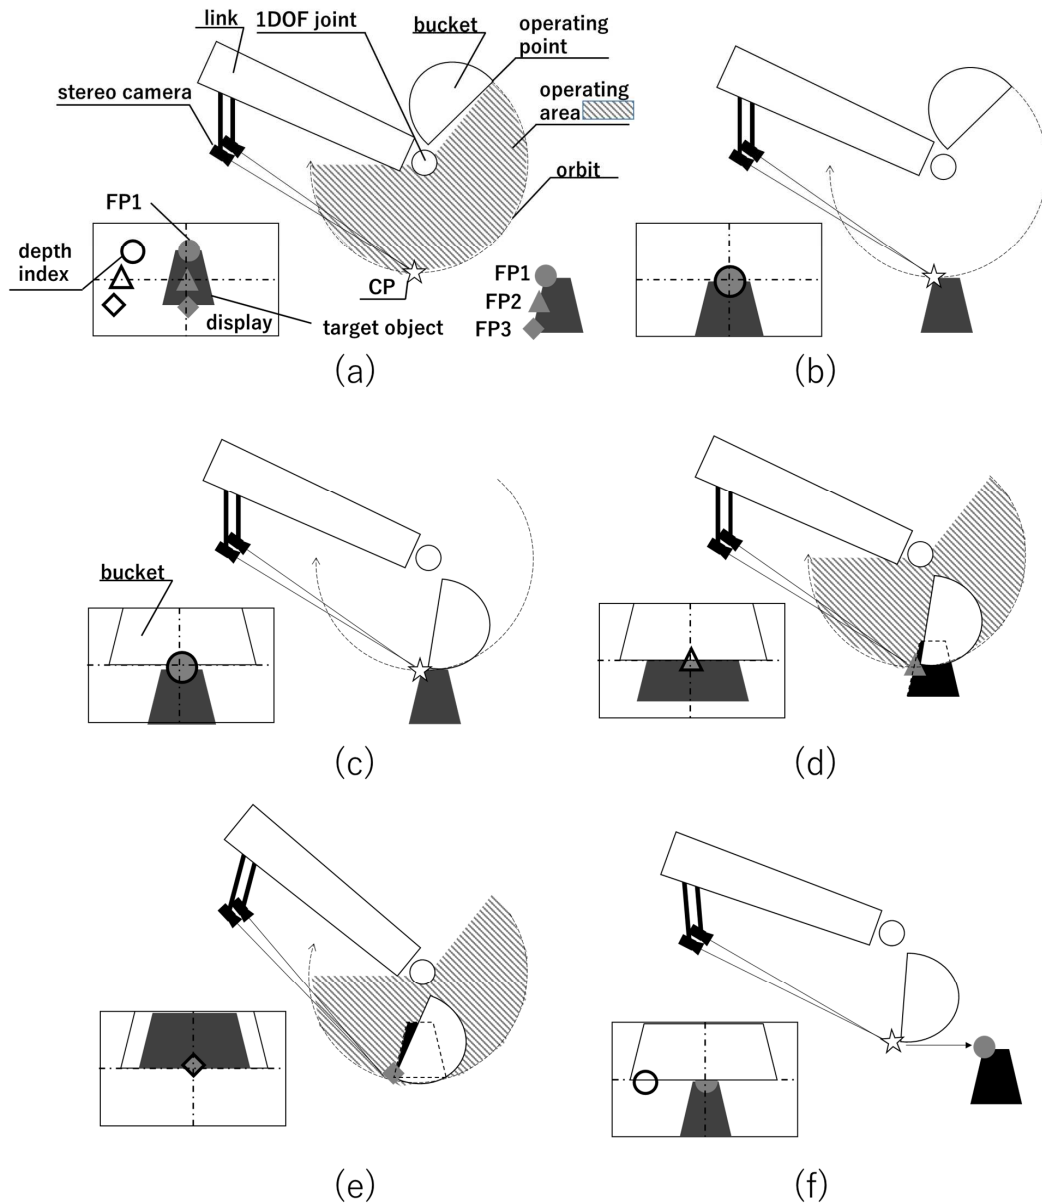 link
1DOF joint
bucket
operating
point
stereo camera
operating
area
orbit
FP1
depth
index
CP
FP1
FP2
FP3
display
target object
(a)
(b)
bucket
(c)
(d)
(e)
(f)